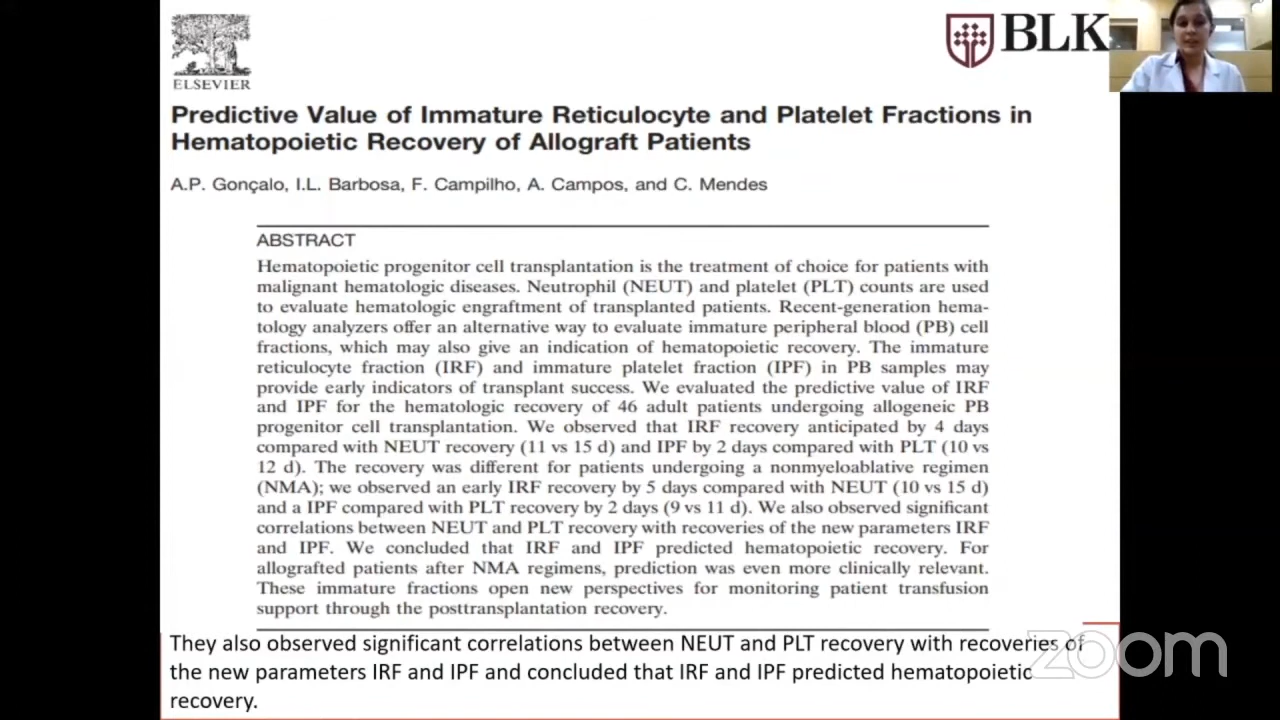 ELSEVIER
BLK
Predictive Value of Immature Reticulocyte and Platelet Fractions in
Hematopoietic Recovery of Allograft Patients
A.P. Gonçalo, I.L. Barbosa, F. Campilho, A. Campos, and C. Mendes
ABSTRACT
Hematopoietic progenitor cell transplantation is the treatment of choice for patients with
malignant hematologic diseases. Neutrophil (NEUT) and platelet (PLT) counts are used
to evaluate hematologic engraftment of transplanted patients. Recent-generation hema-
tology analyzers offer an alternative way to evaluate immature peripheral blood (PB) cell
fractions, which may also give an indication of hematopoietic recovery. The immature
reticulocyte fraction (IRF) and immature platelet fraction (IPF) in PB samples may
provide early indicators of transplant success. We evaluated the predictive value of IRF
and IPF for the hematologic recovery of 46 adult patients undergoing allogeneic PB
progenitor cell transplantation. We observed that IRF recovery anticipated by 4 days
compared with NEUT recovery (11 vs 15 d) and IPF by 2 days compared with PLT (10 vs
12 d). The recovery was different for patients undergoing a nonmyeloablative regimen
(NMA); we observed an early IRF recovery by 5 days compared with NEUT (10 vs 15 d)
and a IPF compared with PLT recovery by 2 days (9 vs 11 d). We also observed significant
correlations between NEUT and PLT recovery with recoveries of the new parameters IRF
and IPF. We concluded that IRF and IPF predicted hematopoietic recovery. For
allografted patients after NMA regimens, prediction was even more clinically relevant.
These immature fractions open new perspectives for monitoring patient transfusion
support through the posttransplantation recovery.
They also observed significant correlations between NEUT and PLT recovery with recoveries of
the new parameters IRF and IPF and concluded that IRF and IPF predicted hematopoietic
recovery.
zoom